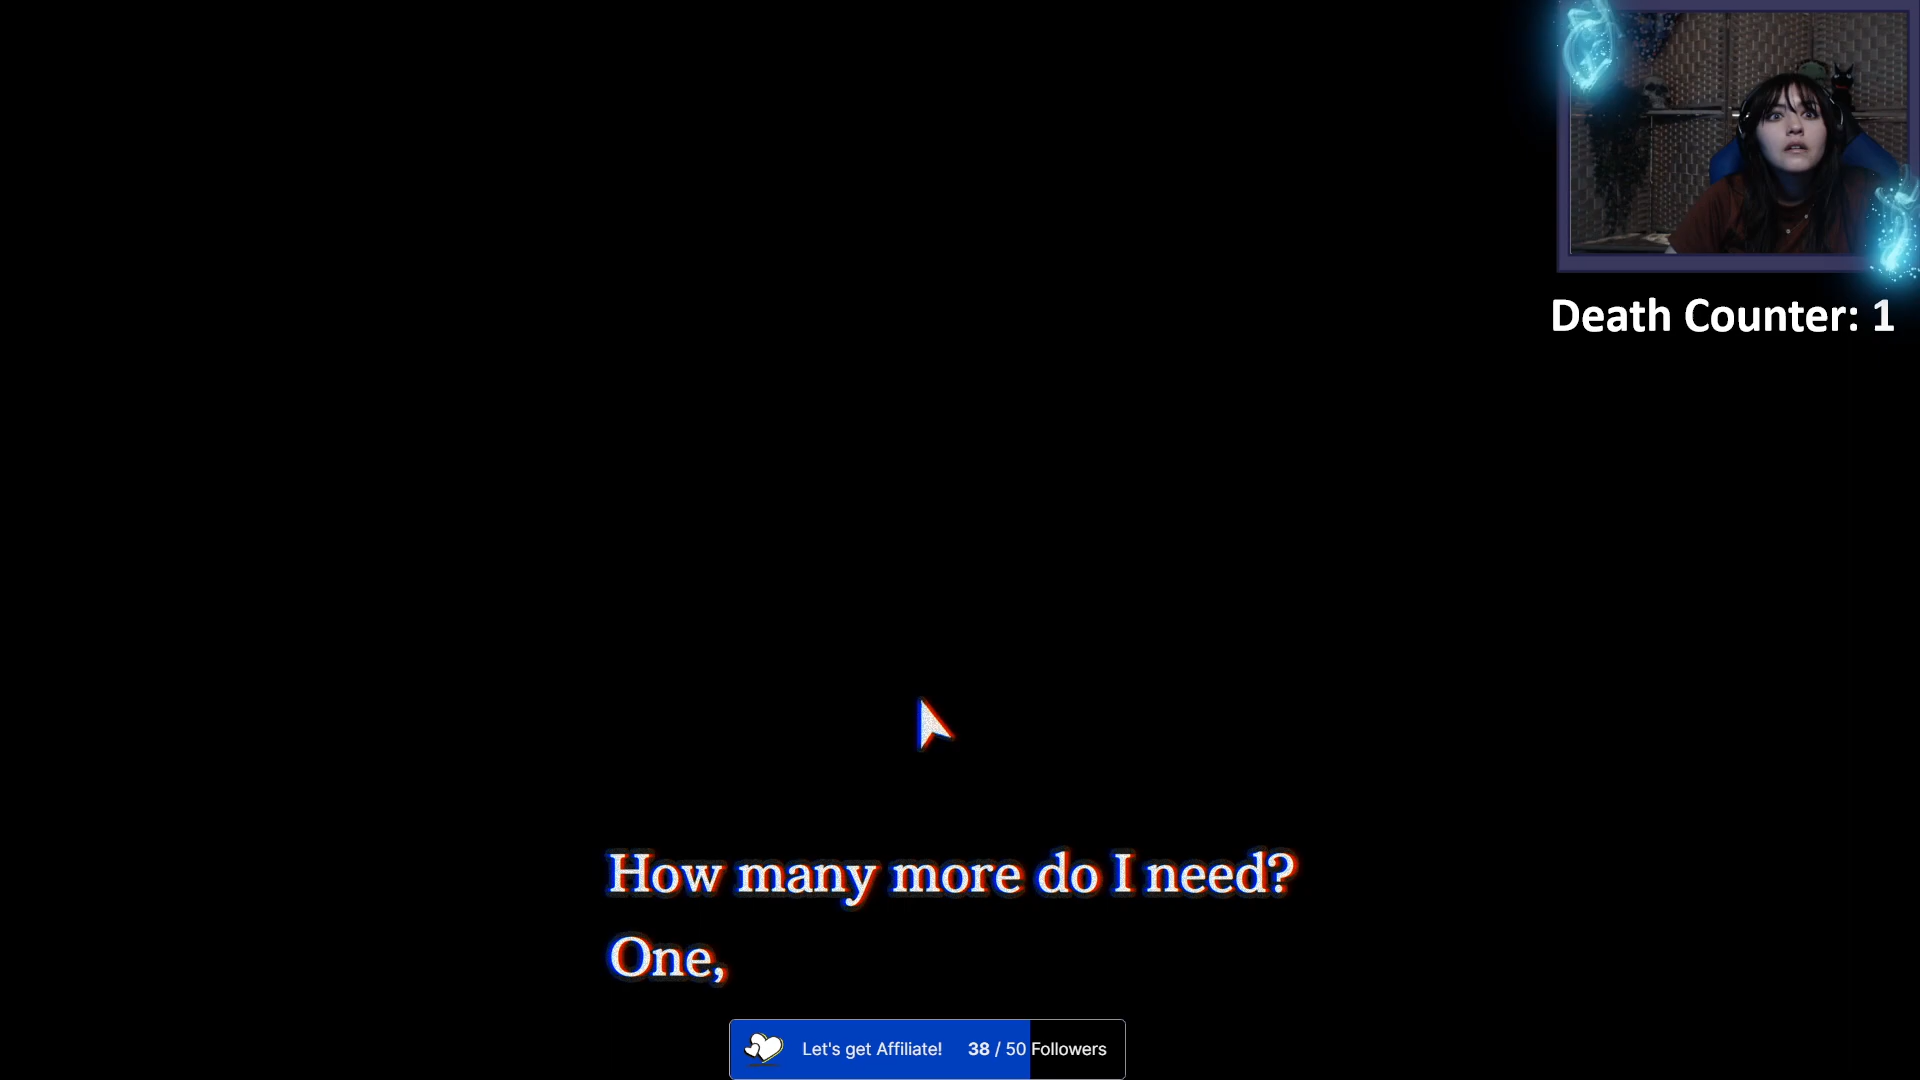 Death Counter: 1
How many more do I need?
One,
Let's get Affiliate! 38 / 50 Followers